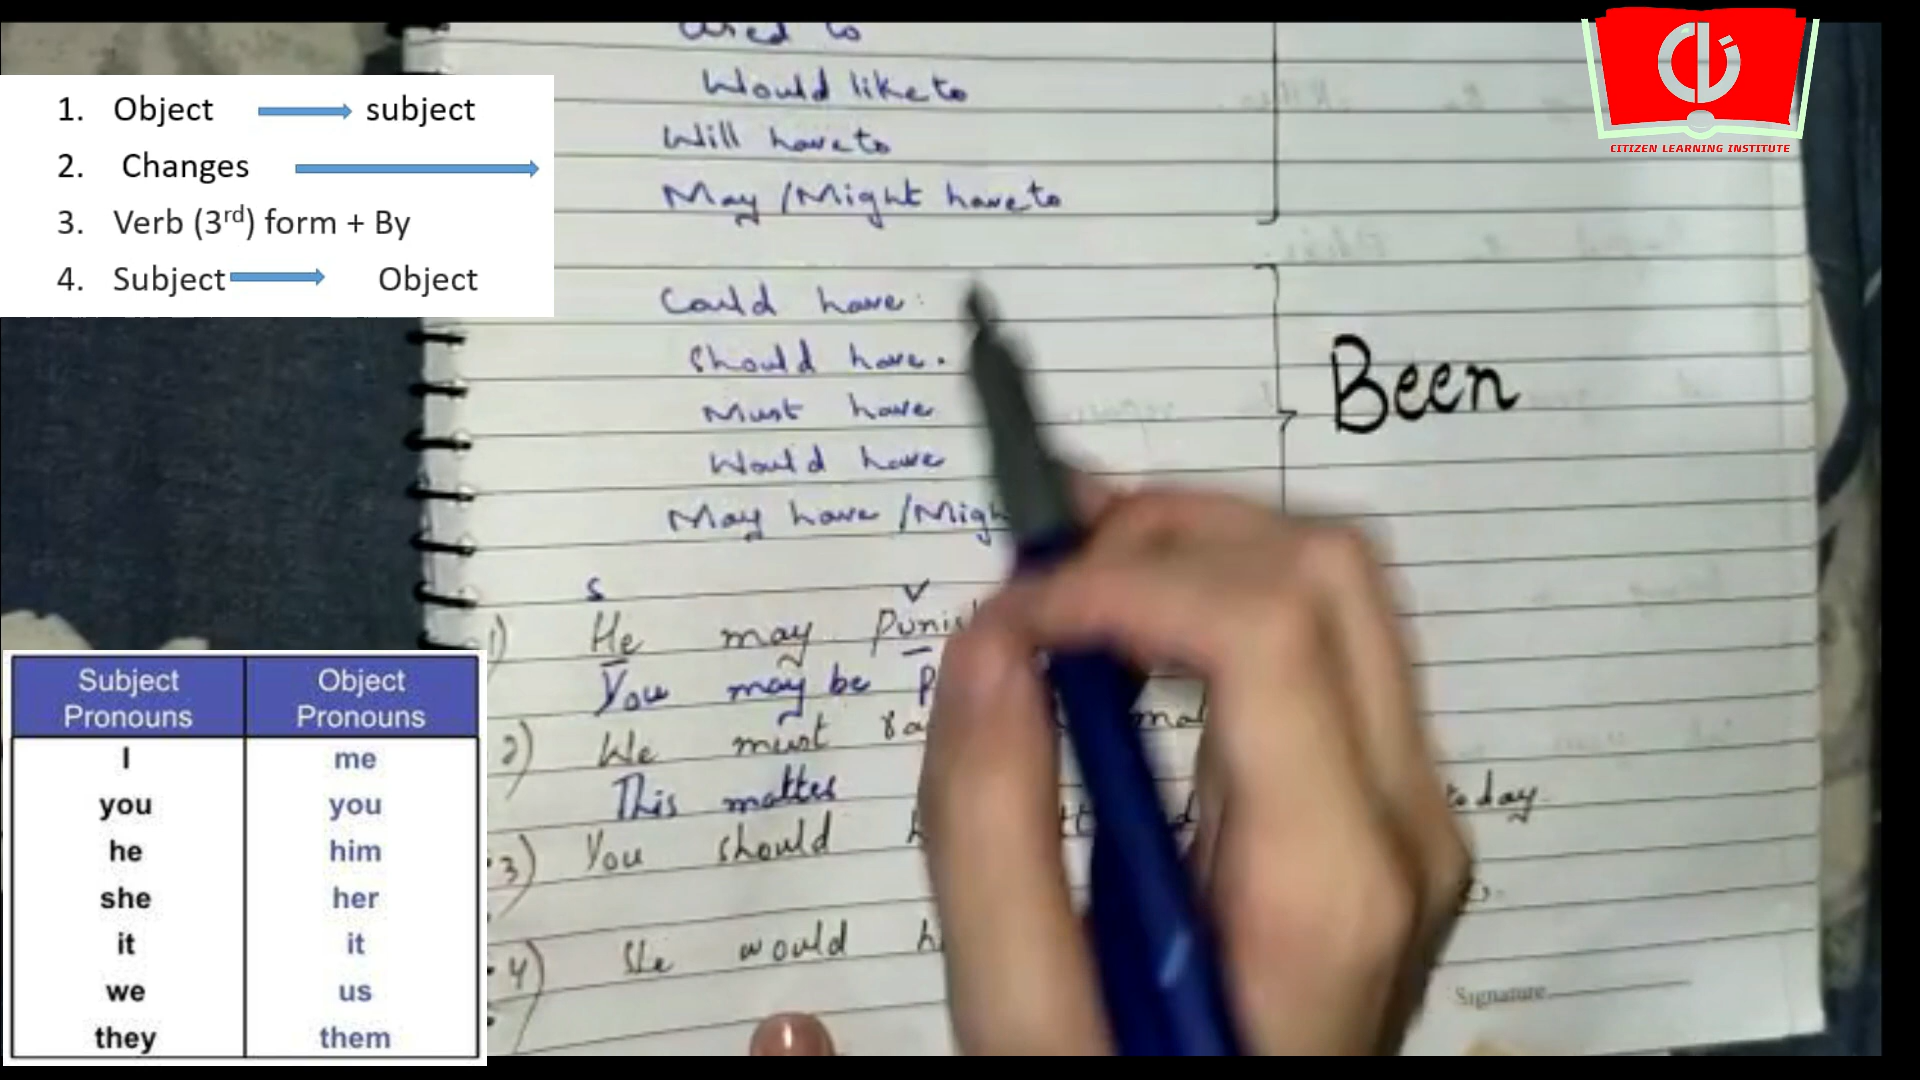 1. Object subject
2. Changes
3. Verb (3rd) form + By
4. Subject Object
CITIZEN LEARNING INSTITUTE
Used to
Would like to
Will have to
May /Might have to
Could have
Should have.
Must have
Would have
May have /Migh
Been
S V
1) He may Punis
You may be P
2) We must
This matter today
3) You should
4) She would
Signature
Subject Pronouns Object Pronouns
I me
you you
he him
she her
it it
we us
they them